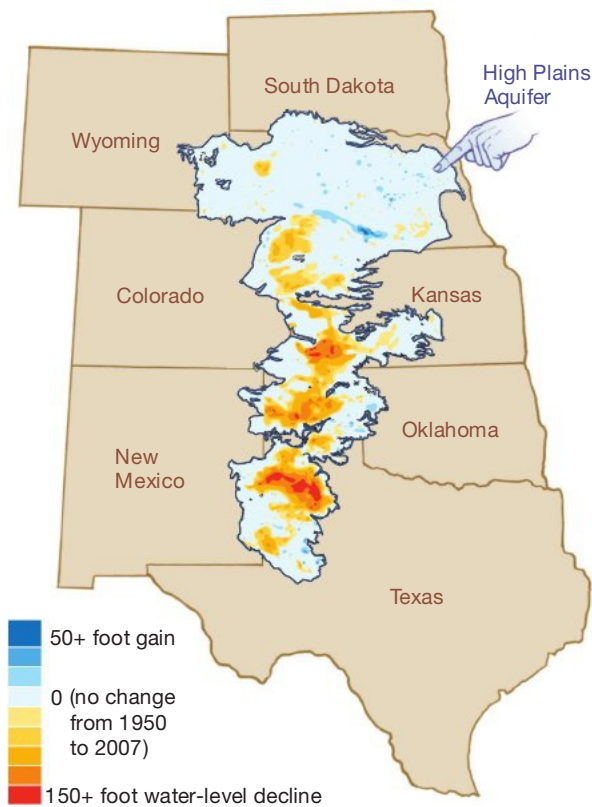 South Dakota
High Plains
Aquifer
Wyoming
Colorado
Kansas
Oklahoma
New
Mexico
Texas
50+ foot gain
0 (no change
from 1950
to 2007)
150+ foot water-level decline